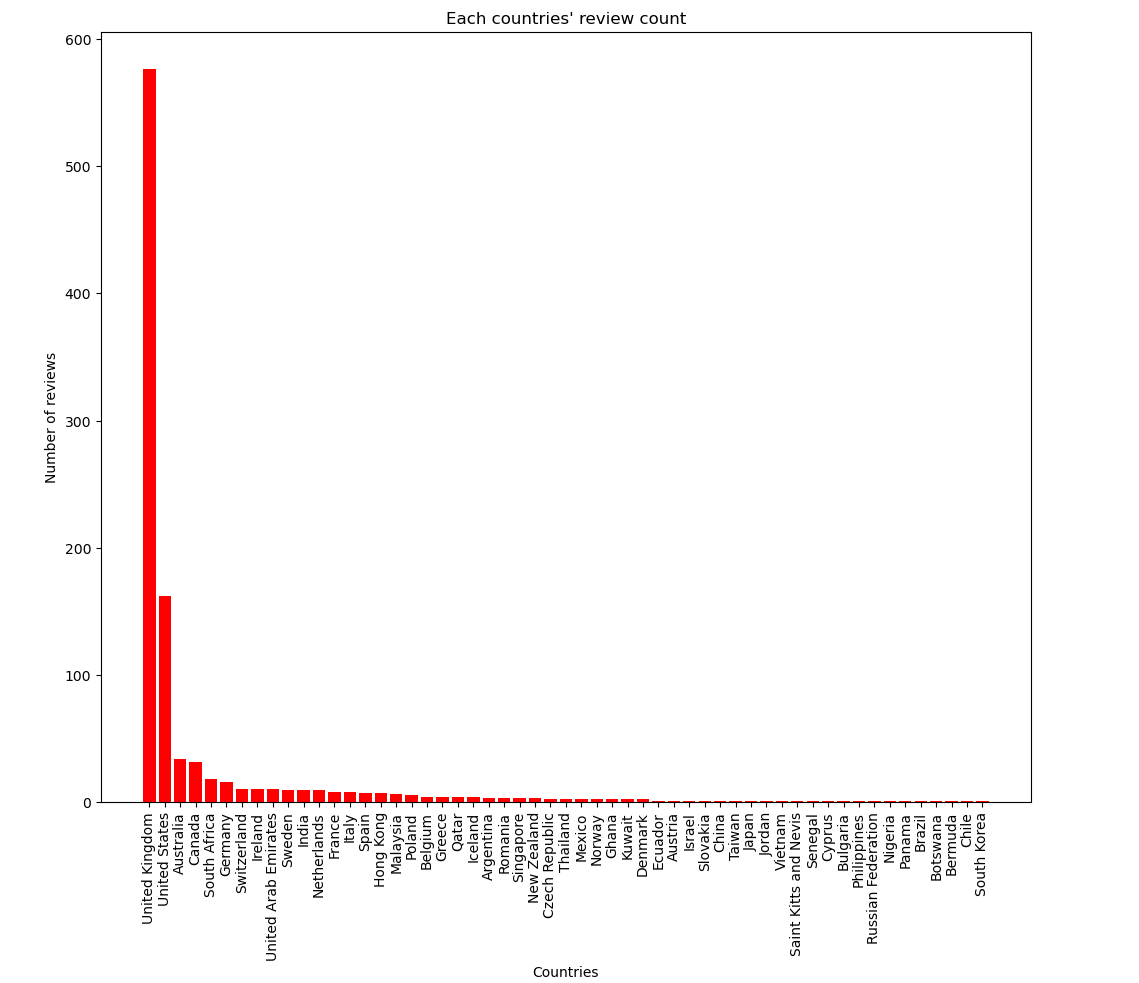 Each countries' review count
600
500
400
300
200
100
0
Number of reviews
United Kingdom
United States
Australia
Canada
South Africa
Germany
Switzerland
Ireland
United Arab Emirates
Sweden
India
Netherlands
France
Italy
Spain
Hong Kong
Malaysia
Poland
Belgium
Greece
Qatar
Iceland
Argentina
Romania
Singapore
New Zealand
Czech Republic
Thailand
Mexico
Norway
Ghana
Kuwait
Denmark
Ecuador
Austria
Israel
Slovakia
China
Taiwan
Japan
Jordan
Vietnam
Saint Kitts and Nevis
Senegal
Cyprus
Bulgaria
Philippines
Russian Federation
Nigeria
Panama
Brazil
Botswana
Bermuda
Chile
South Korea
Countries